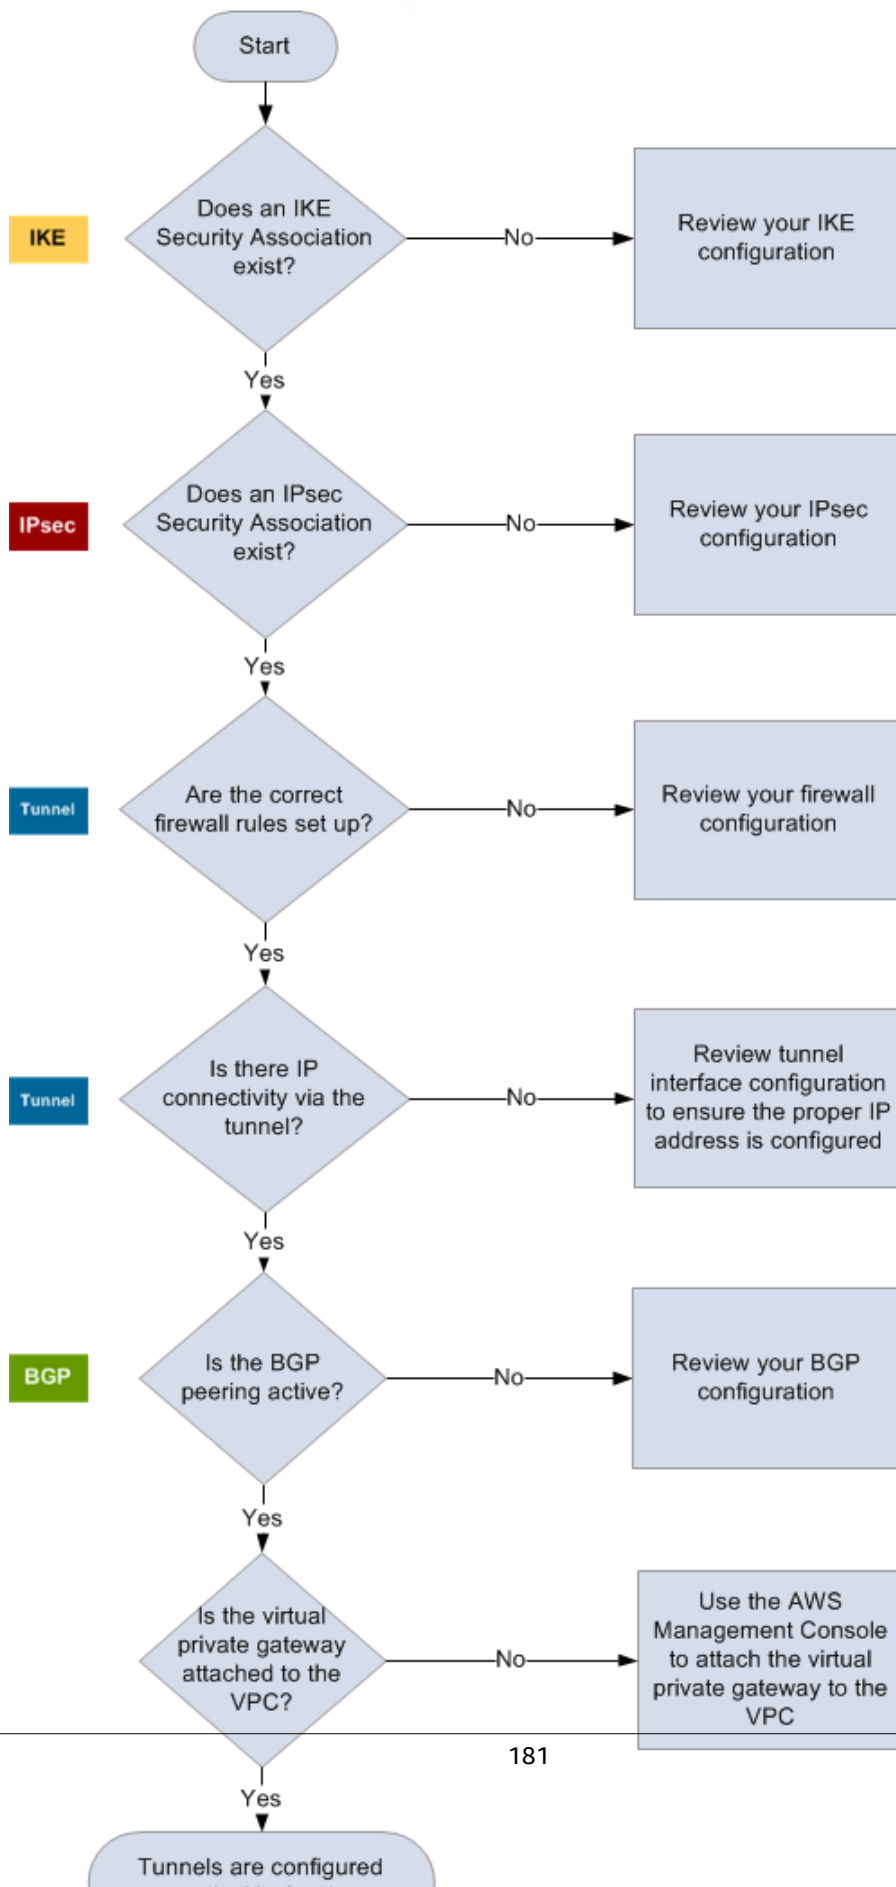 Start
IKE
Does an IKE
Security Association
exist?
No
Review your IKE
configuration
Yes
IPsec
Does an IPsec
Security Association
exist?
No
Review your IPsec
configuration
Yes
Tunnel
Are the correct
firewall rules set up?
No
Review your firewall
configuration
Yes
Tunnel
Is there IP
connectivity via the
tunnel?
No
Review tunnel
interface configuration
to ensure the proper IP
address is configured
Yes
BGP
Is the BGP
peering active?
No
Review your BGP
configuration
Yes
Is the virtual
private gateway
attached to the
VPC?
No
Use the AWS
Management Console
to attach the virtual
private gateway to the
VPC
181
Yes
Tunnels are configured